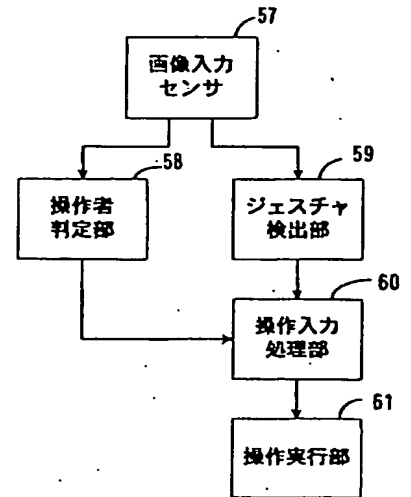 57
画像入力
センサ
58
操作者
判定部
59
ジェスチャ
検出部
60
操作入力
処理部
61
操作実行部